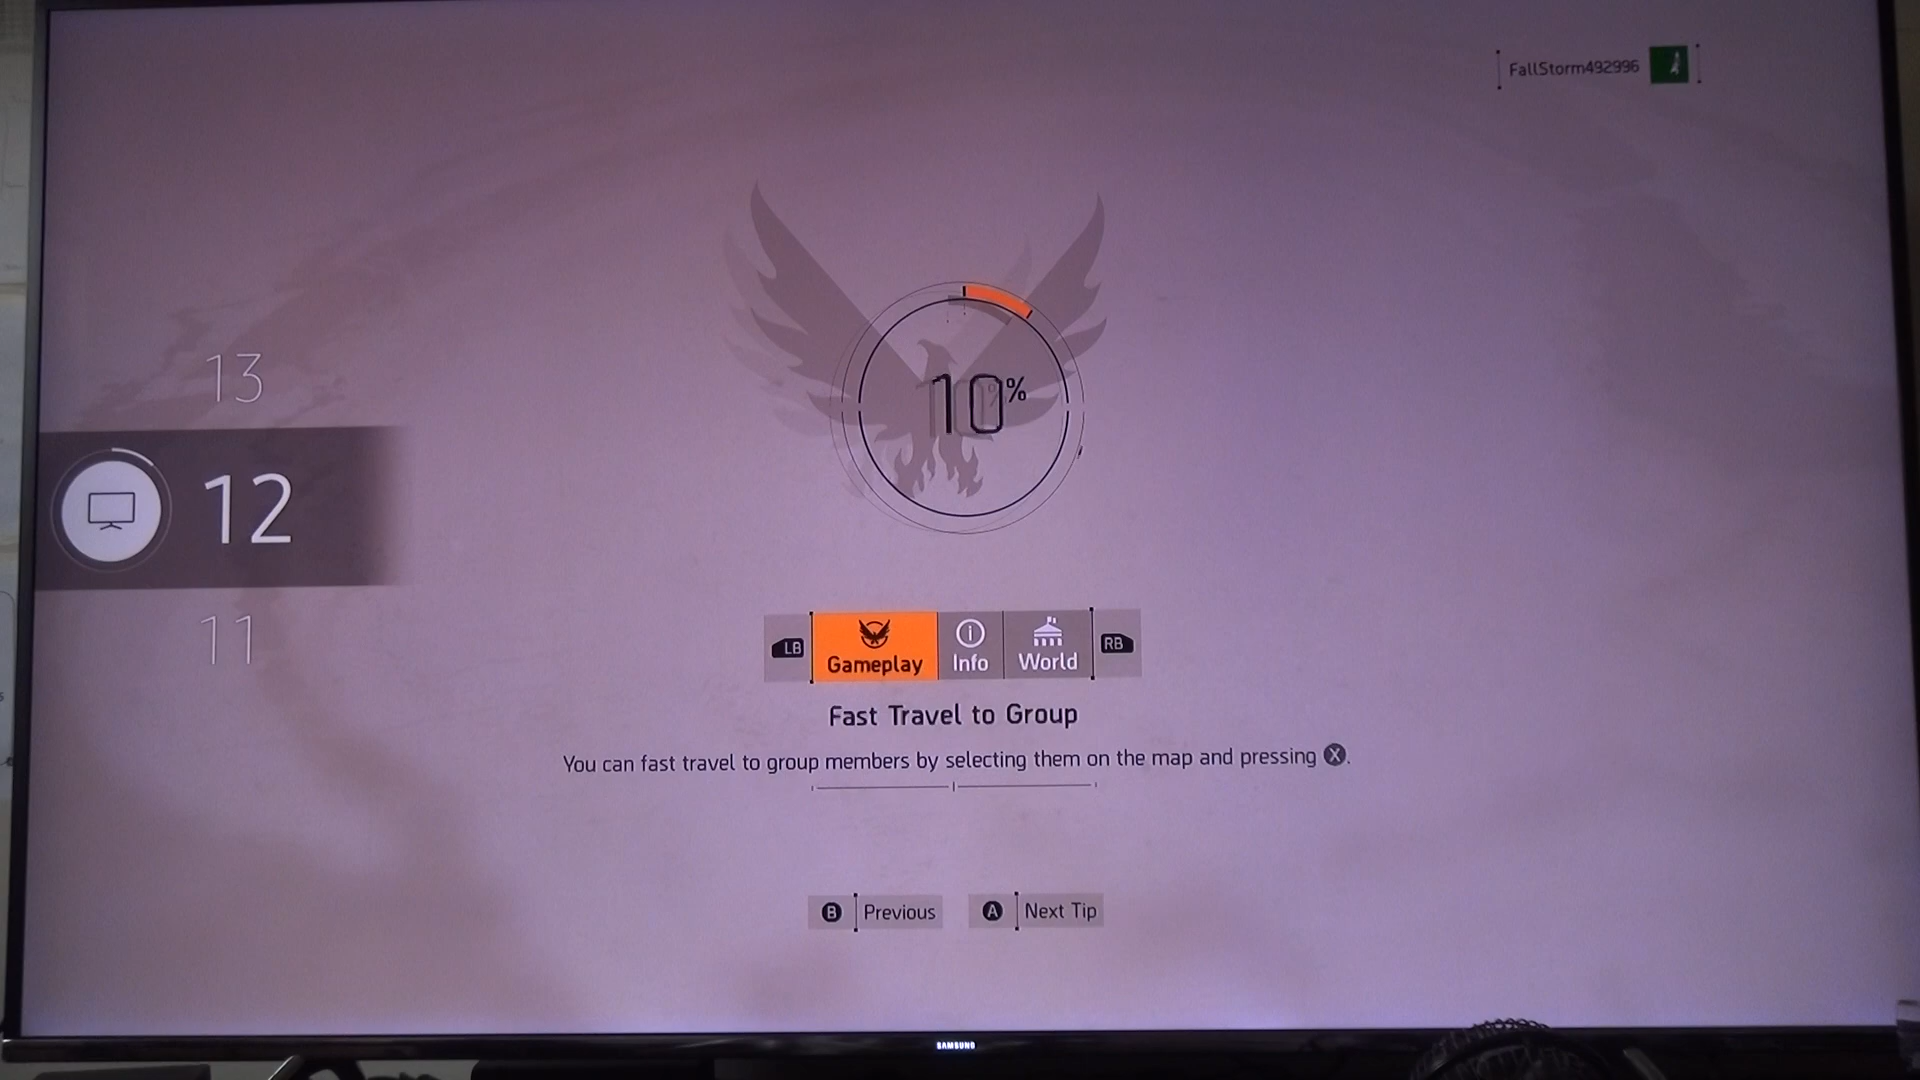 FallStorm492996
13
12
11
10%
LB Gameplay Info World RB
Fast Travel to Group
You can fast travel to group members by selecting them on the map and pressing X.
B Previous A Next Tip
SAMSUNG